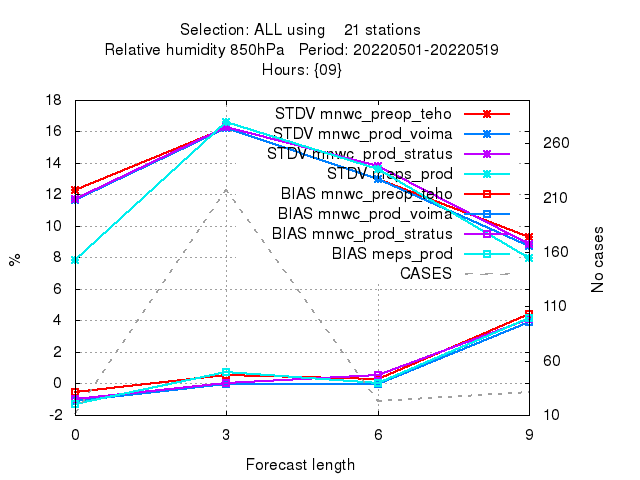 Selection: ALL using 21 stations
Relative humidity 850hPa Period: 20220501-20220519
Hours: {09}
STDV mnwc_preop_teho
STDV mnwc_prod_voima
STDV mnwc_prod_stratus
STDV meps_prod
BIAS mnwc_preop_teho
BIAS mnwc_prod_voima
BIAS mnwc_prod_stratus
BIAS meps_prod
CASES
18
16
14
12
10
8
6
4
2
0
-2
%
260
210
160
110
60
10
No cases
0 3 6 9
Forecast length